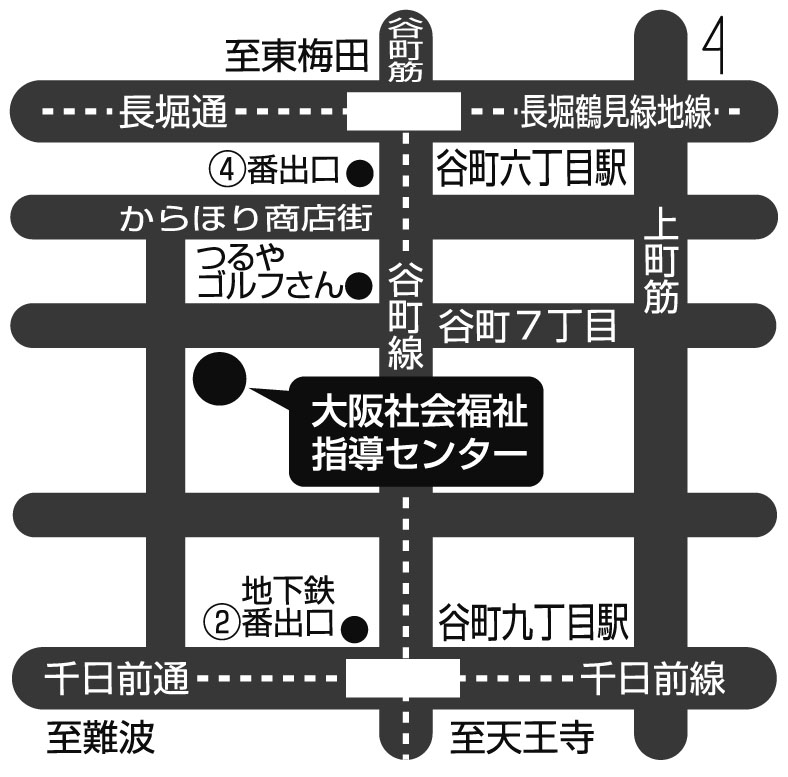 谷町筋
至東梅田
長堀通
長堀鶴見緑地線
④番出口
谷町六丁目駅
からほり商店街
上町筋
つるや
ゴルフさん
谷町線
谷町7丁目
大阪社会福祉
指導センター
地下鉄
②番出口
谷町九丁目駅
千日前通
千日前線
至難波
至天王寺